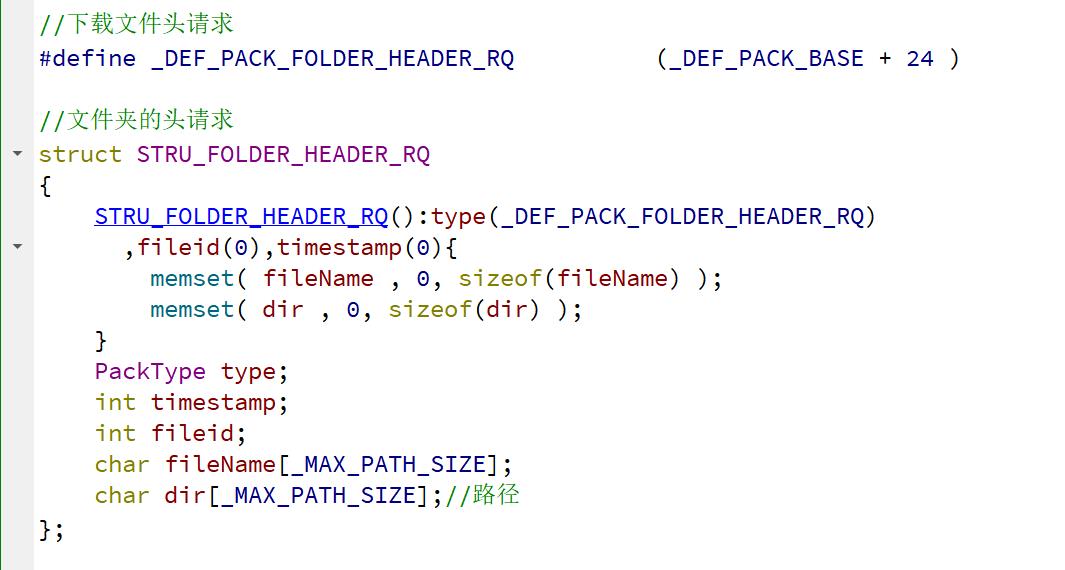 //下载文件头请求
#define _DEF_PACK_FOLDER_HEADER_RQ          (_DEF_PACK_BASE + 24 )
//文件夹的头请求
struct STRU_FOLDER_HEADER_RQ
{
    STRU_FOLDER_HEADER_RQ():type(_DEF_PACK_FOLDER_HEADER_RQ)
      ,fileid(0),timestamp(0){
        memset( fileName , 0, sizeof(fileName) );
        memset( dir , 0, sizeof(dir) );
    }
    PackType type;
    int timestamp;
    int fileid;
    char fileName[_MAX_PATH_SIZE];
    char dir[_MAX_PATH_SIZE];//路径
};